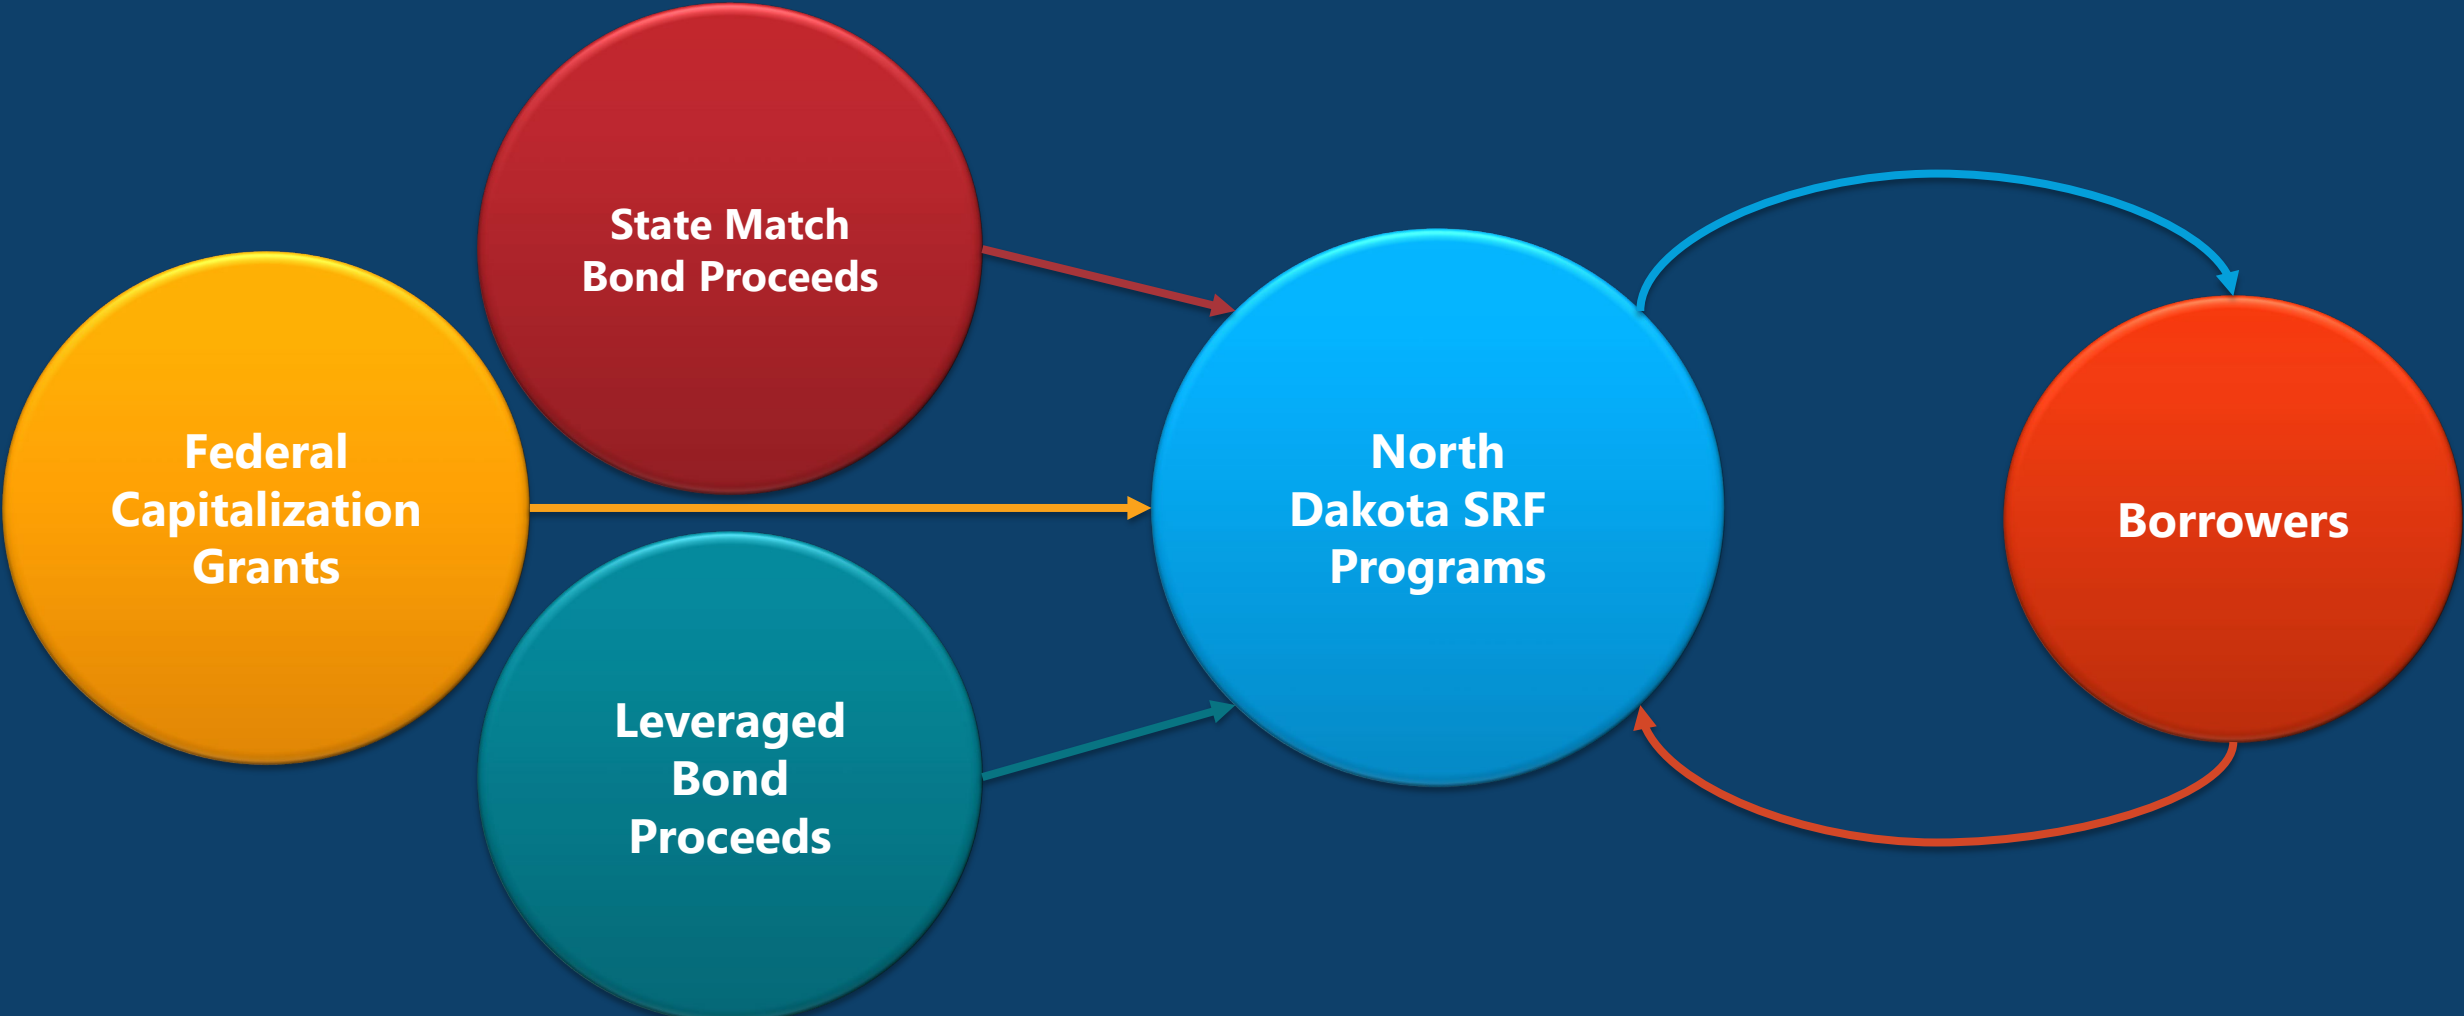 State Match
Bond Proceeds
Federal
Capitalization
Grants
Leveraged
Bond
Proceeds
North
Dakota SRF
Programs
Borrowers